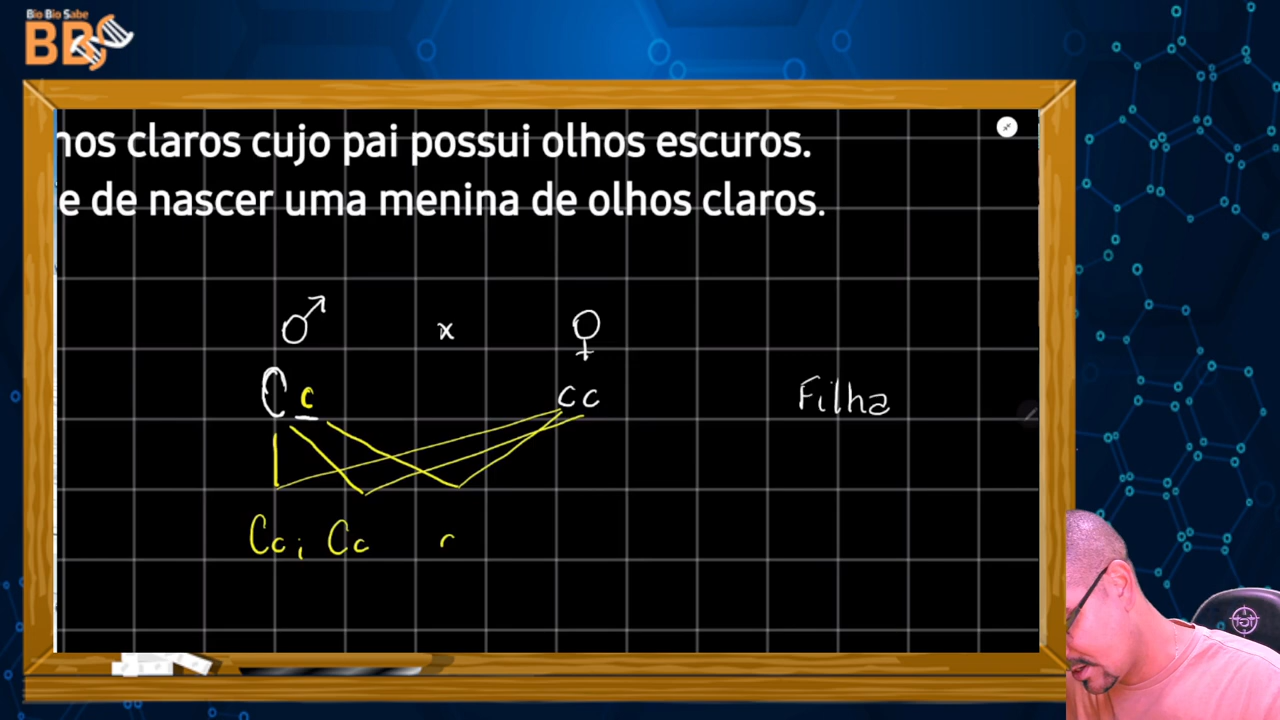 Bio Bio Sabe
BBS
hos claros cujo pai possui olhos escuros.
e de nascer uma menina de olhos claros.
♂ x ♀
Cc cc Filha
Cc; Cc c